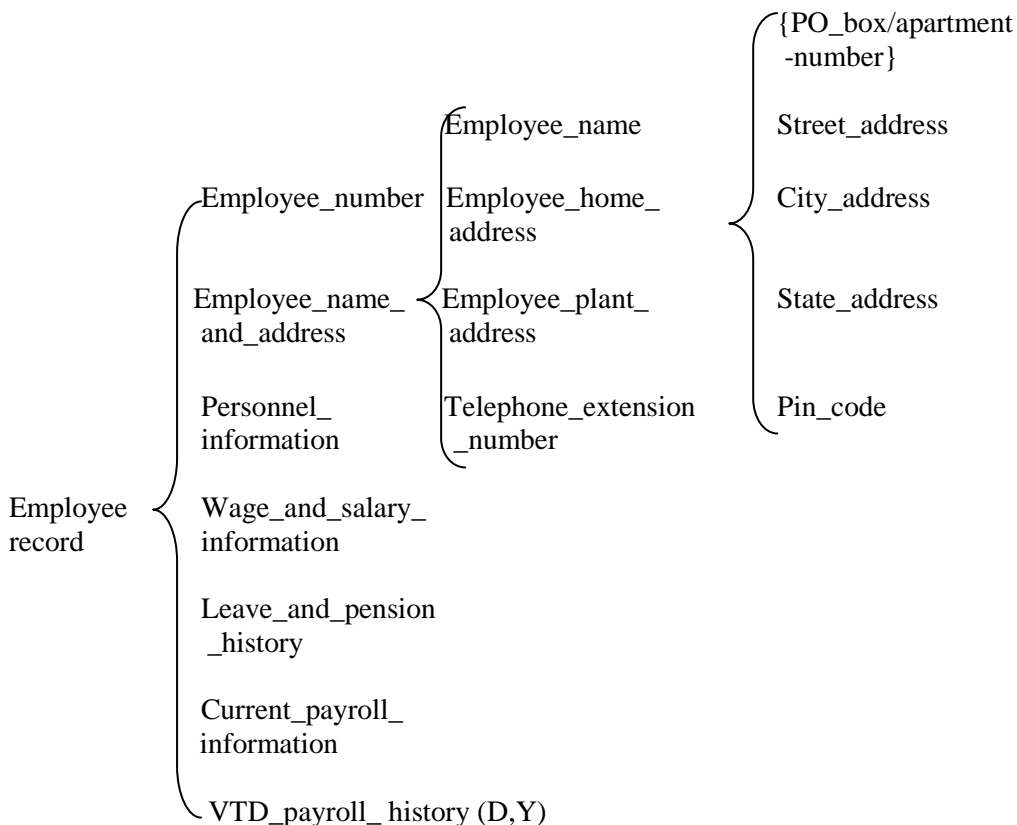 Employee
record
Employee_number
Employee_name_
and_address
Personnel_
information
Wage_and_salary_
information
Leave_and_pension
_history
Current_payroll_
information
VTD_payroll_ history (D,Y)
Employee_name
Employee_home_
address
Employee_plant_
address
Telephone_extension
_number
{PO_box/apartment
-number}
Street_address
City_address
State_address
Pin_code